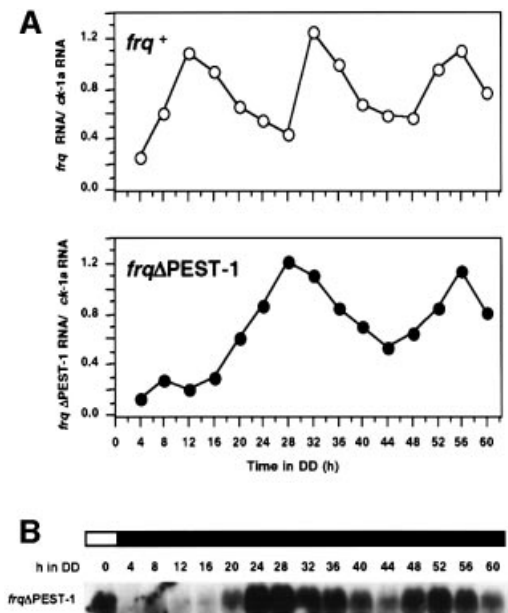 A
frq+
1.2
0.8
0.4
0.0
frq RNA/ ck-1a RNA
frqΔPEST-1
1.2
0.8
0.4
0.0
frq ΔPEST-1 RNA/ ck-1a RNA
0 4 8 12 16 20 24 28 32 36 40 44 48 52 56 60
Time in DD (h)
B
h in DD 0 4 8 12 16 20 24 28 32 36 40 44 48 52 56 60
frqΔPEST-1